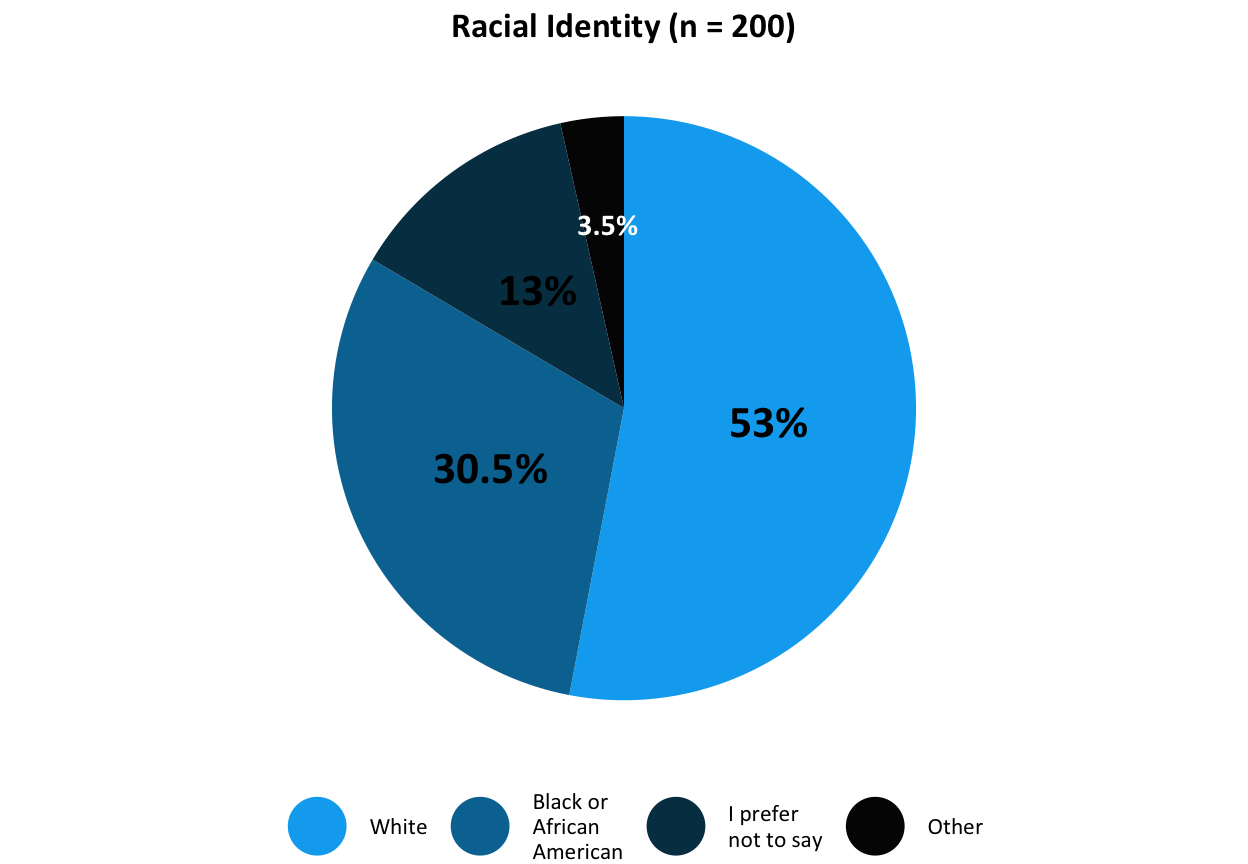 Racial Identity (n = 200)
3.5%
13%
53%
30.5%
White
Black or
African
American
I prefer
not to say
Other